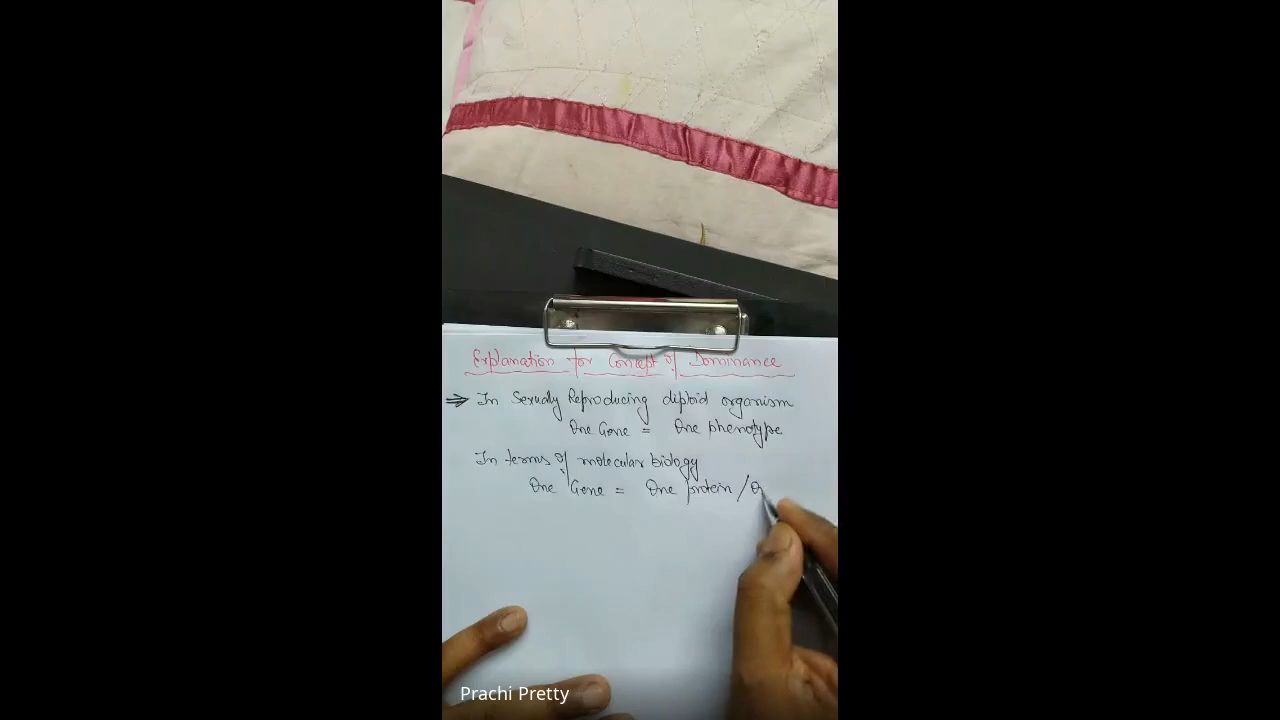 Explanation for Concept of Dominance
⇒ In Sexually Reproducing diploid organism
One Gene = One phenotype
In terms of molecular biology
One Gene = One protein / O
Prachi Pretty